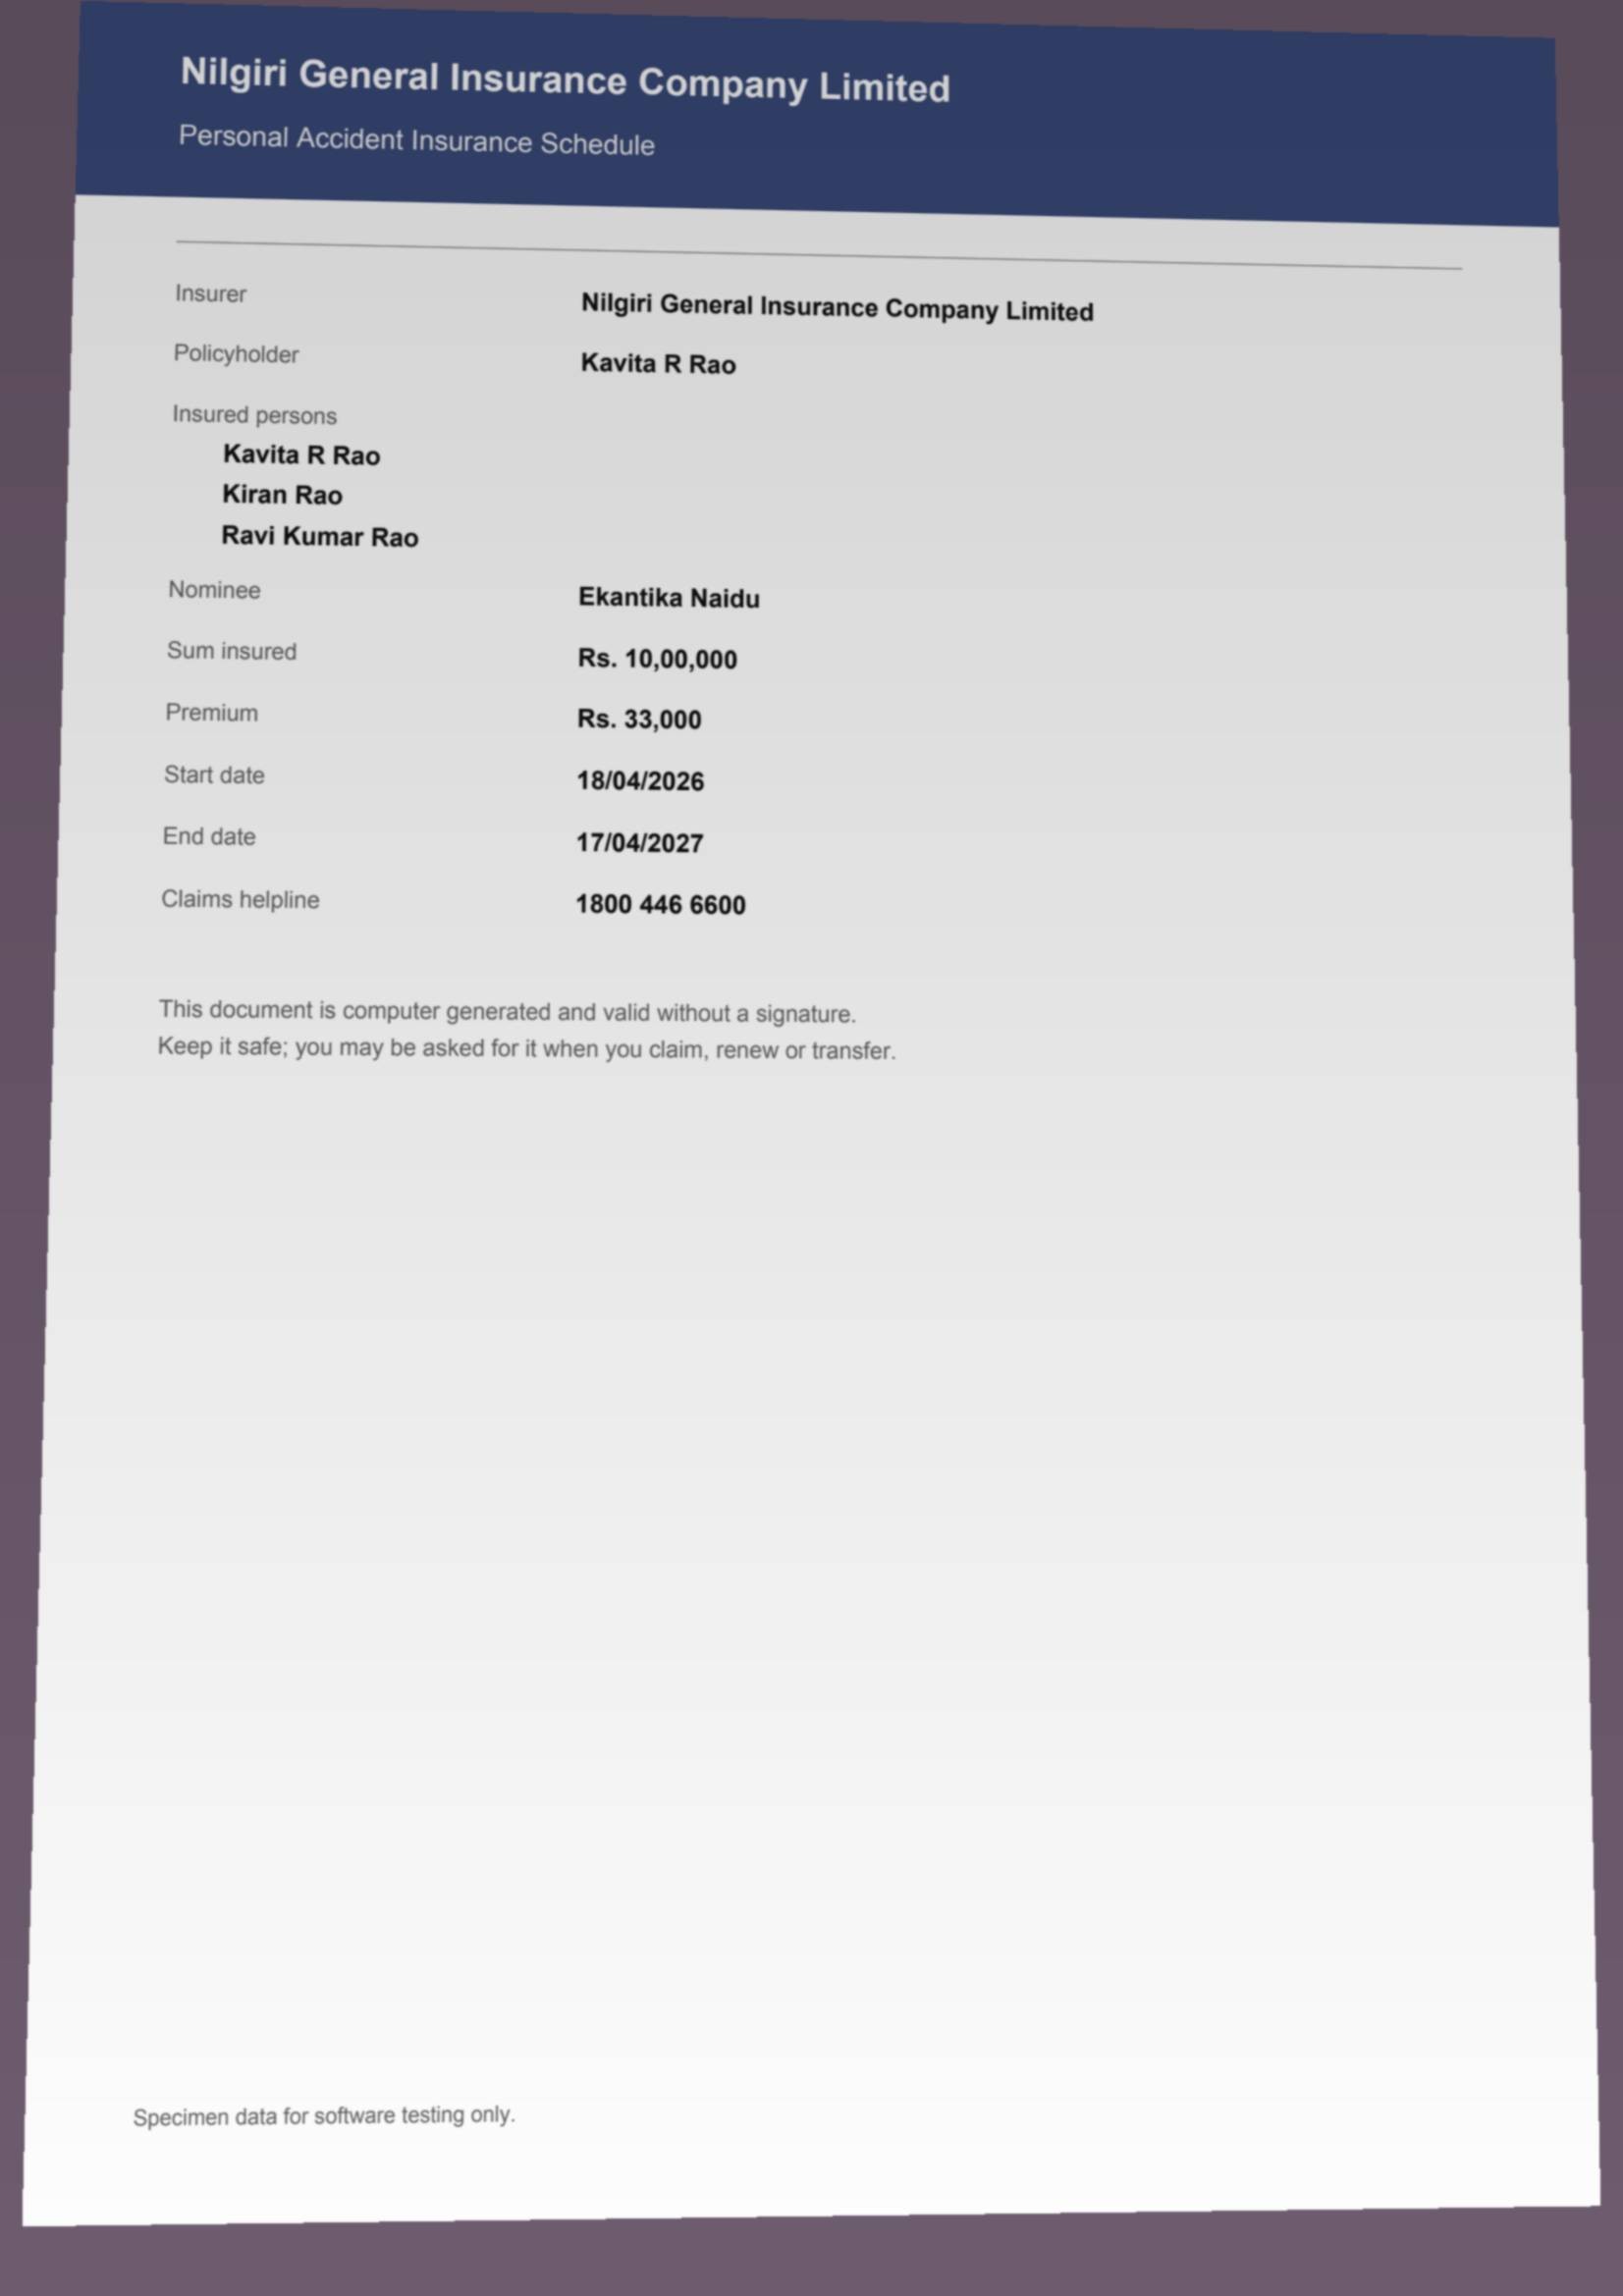 Nilgiri General Insurance Company Limited
Personal Accident Insurance Schedule
Insurer Nilgiri General Insurance Company Limited
Policyholder Kavita R Rao
Insured persons
Kavita R Rao
Kiran Rao
Ravi Kumar Rao
Nominee Ekantika Naidu
Sum insured Rs. 10,00,000
Premium Rs. 33,000
Start date 18/04/2026
End date 17/04/2027
Claims helpline 1800 446 6600
This document is computer generated and valid without a signature.
Keep it safe; you may be asked for it when you claim, renew or transfer.
Specimen data for software testing only.